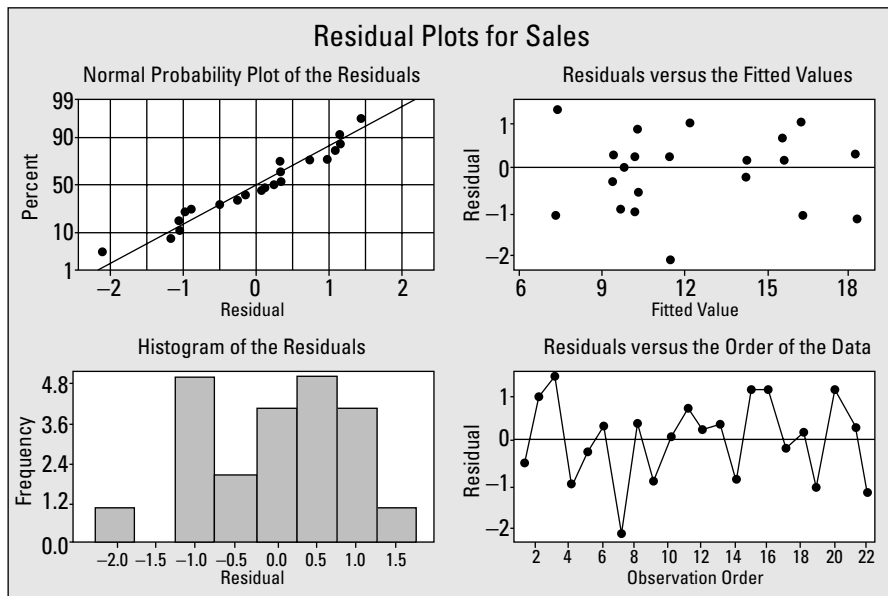 Residual Plots for Sales
Normal Probability Plot of the Residuals
99
90
50
10
1
Percent
−2 −1 0 1 2
Residual
Residuals versus the Fitted Values
1
0
−1
−2
Residual
6 9 12 15 18
Fitted Value
Histogram of the Residuals
4.8
3.6
2.4
1.2
0.0
Frequency
−2.0 −1.5 −1.0 −0.5 0.0 0.5 1.0 1.5
Residual
Residuals versus the Order of the Data
1
0
−1
−2
Residual
2 4 6 8 10 12 14 16 18 20 22
Observation Order